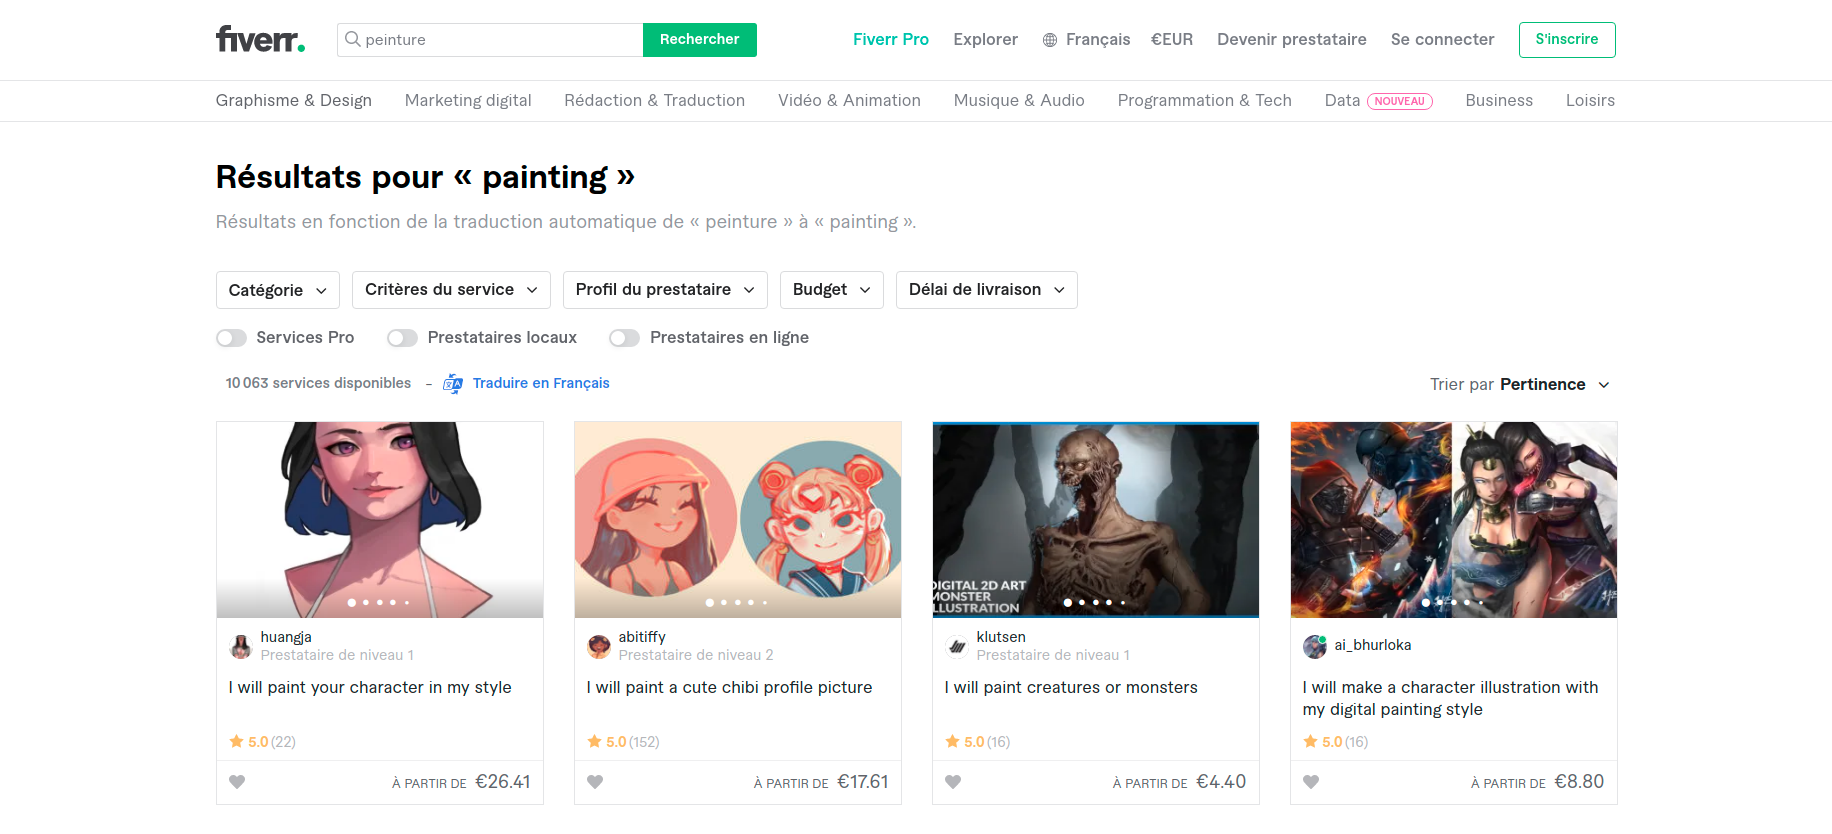 fiverr.
peinture
Rechercher
Fiverr Pro
Explorer
Français
€EUR
Devenir prestataire
Se connecter
S'inscrire
Graphisme & Design
Marketing digital
Rédaction & Traduction
Vidéo & Animation
Musique & Audio
Programmation & Tech
Data NOUVEAU
Business
Loisirs
Résultats pour « painting »
Résultats en fonction de la traduction automatique de « peinture » à « painting ».
Catégorie
Critères du service
Profil du prestataire
Budget
Délai de livraison
Services Pro
Prestataires locaux
Prestataires en ligne
10 063 services disponibles - Traduire en Français
Trier par Pertinence
huangja
Prestataire de niveau 1
I will paint your character in my style
5.0 (22)
À PARTIR DE €26.41
abitiffy
Prestataire de niveau 2
I will paint a cute chibi profile picture
5.0 (152)
À PARTIR DE €17.61
DIGITAL 2D ART
MONSTER
ILLUSTRATION
klutsen
Prestataire de niveau 1
I will paint creatures or monsters
5.0 (16)
À PARTIR DE €4.40
ai_bhurloka
I will make a character illustration with
my digital painting style
5.0 (16)
À PARTIR DE €8.80